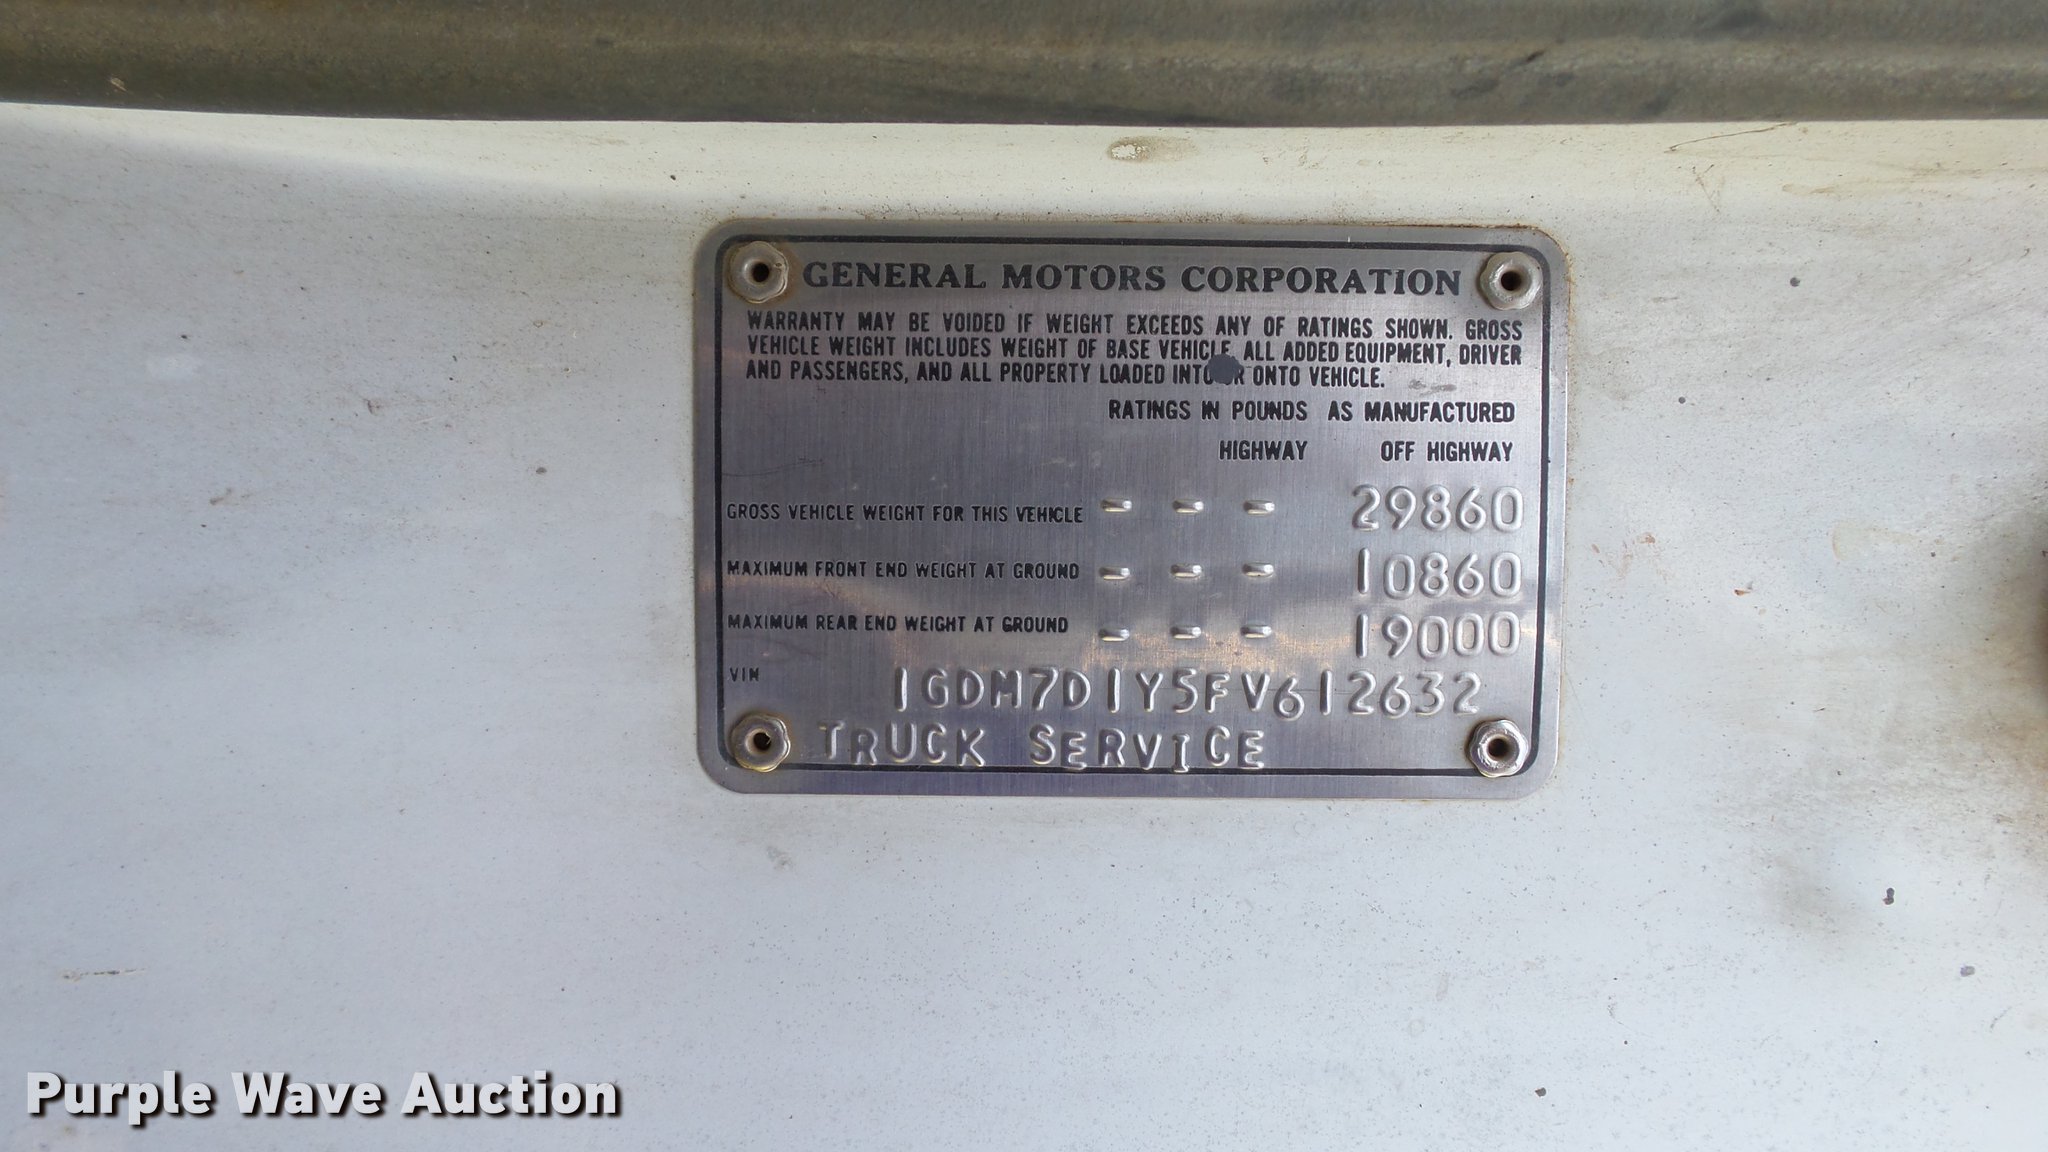 GENERAL MOTORS CORPORATION
WARRANTY MAY BE VOIDED IF WEIGHT EXCEEDS ANY OF RATINGS SHOWN. GROSS
VEHICLE WEIGHT INCLUDES WEIGHT OF BASE VEHICLE, ALL ADDED EQUIPMENT, DRIVER
AND PASSENGERS, AND ALL PROPERTY LOADED INTO OR ONTO VEHICLE.
RATINGS IN POUNDS AS MANUFACTURED
HIGHWAY OFF HIGHWAY
GROSS VEHICLE WEIGHT FOR THIS VEHICLE - - - 29860
MAXIMUM FRONT END WEIGHT AT GROUND - - - 10860
MAXIMUM REAR END WEIGHT AT GROUND - - - 19000
VIN 1GDM7D1Y5FV612632
TRUCK SERVICE
Purple Wave Auction